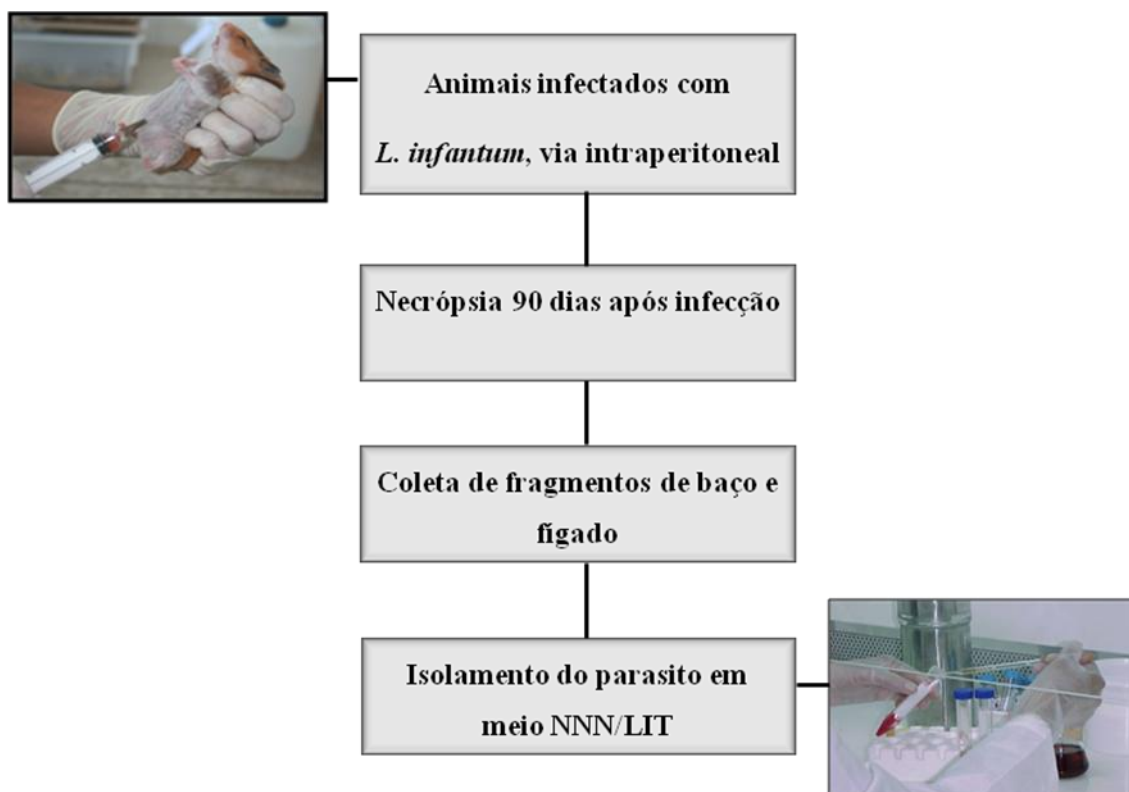 Animais infectados com
L. infantum, via intraperitoneal
Necrópsia 90 dias após infecção
Coleta de fragmentos de baço e
fígado
Isolamento do parasito em
meio NNN/LIT